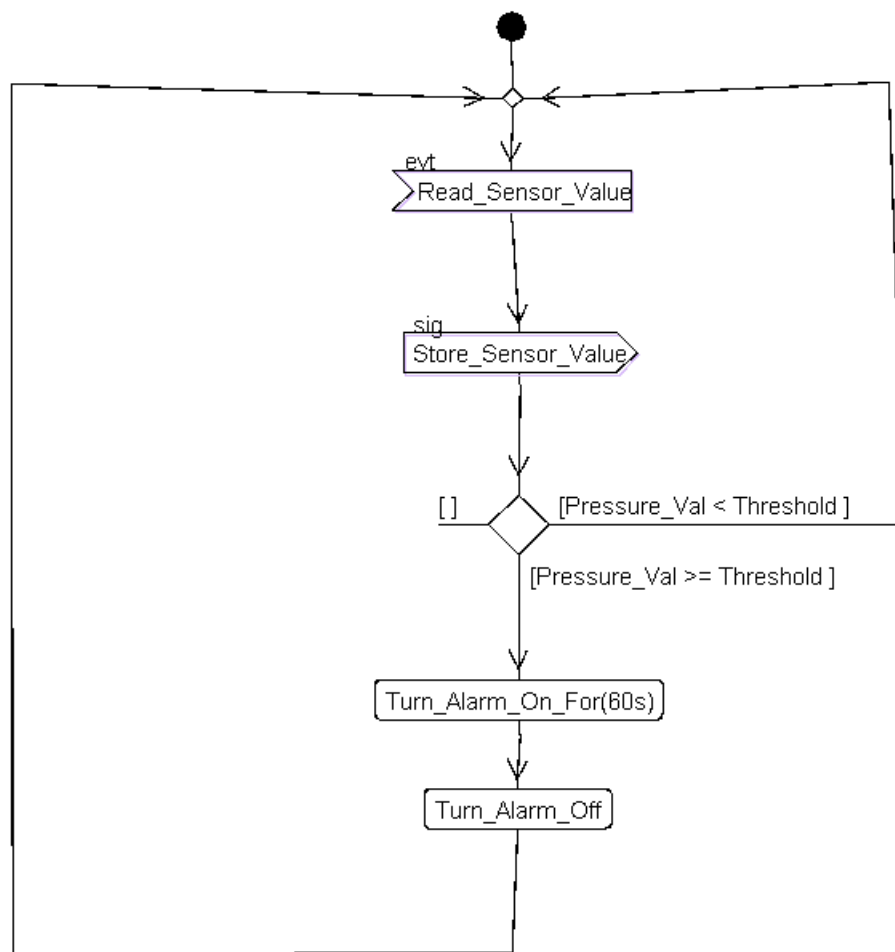 evt
Read_Sensor_Value
sig
Store_Sensor_Value
[ ]
[Pressure_Val < Threshold ]
[Pressure_Val >= Threshold ]
Turn_Alarm_On_For(60s)
Turn_Alarm_Off